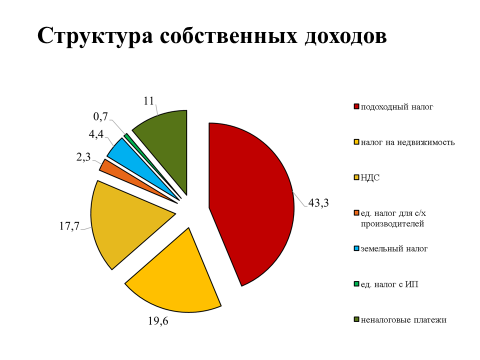 Структура собственных доходов
11
0,7
4,4
2,3
17,7
19,6
43,3
подоходный налог
налог на недвижимость
НДС
ед. налог для с/х
производителей
земельный налог
ед. налог с ИП
неналоговые платежи